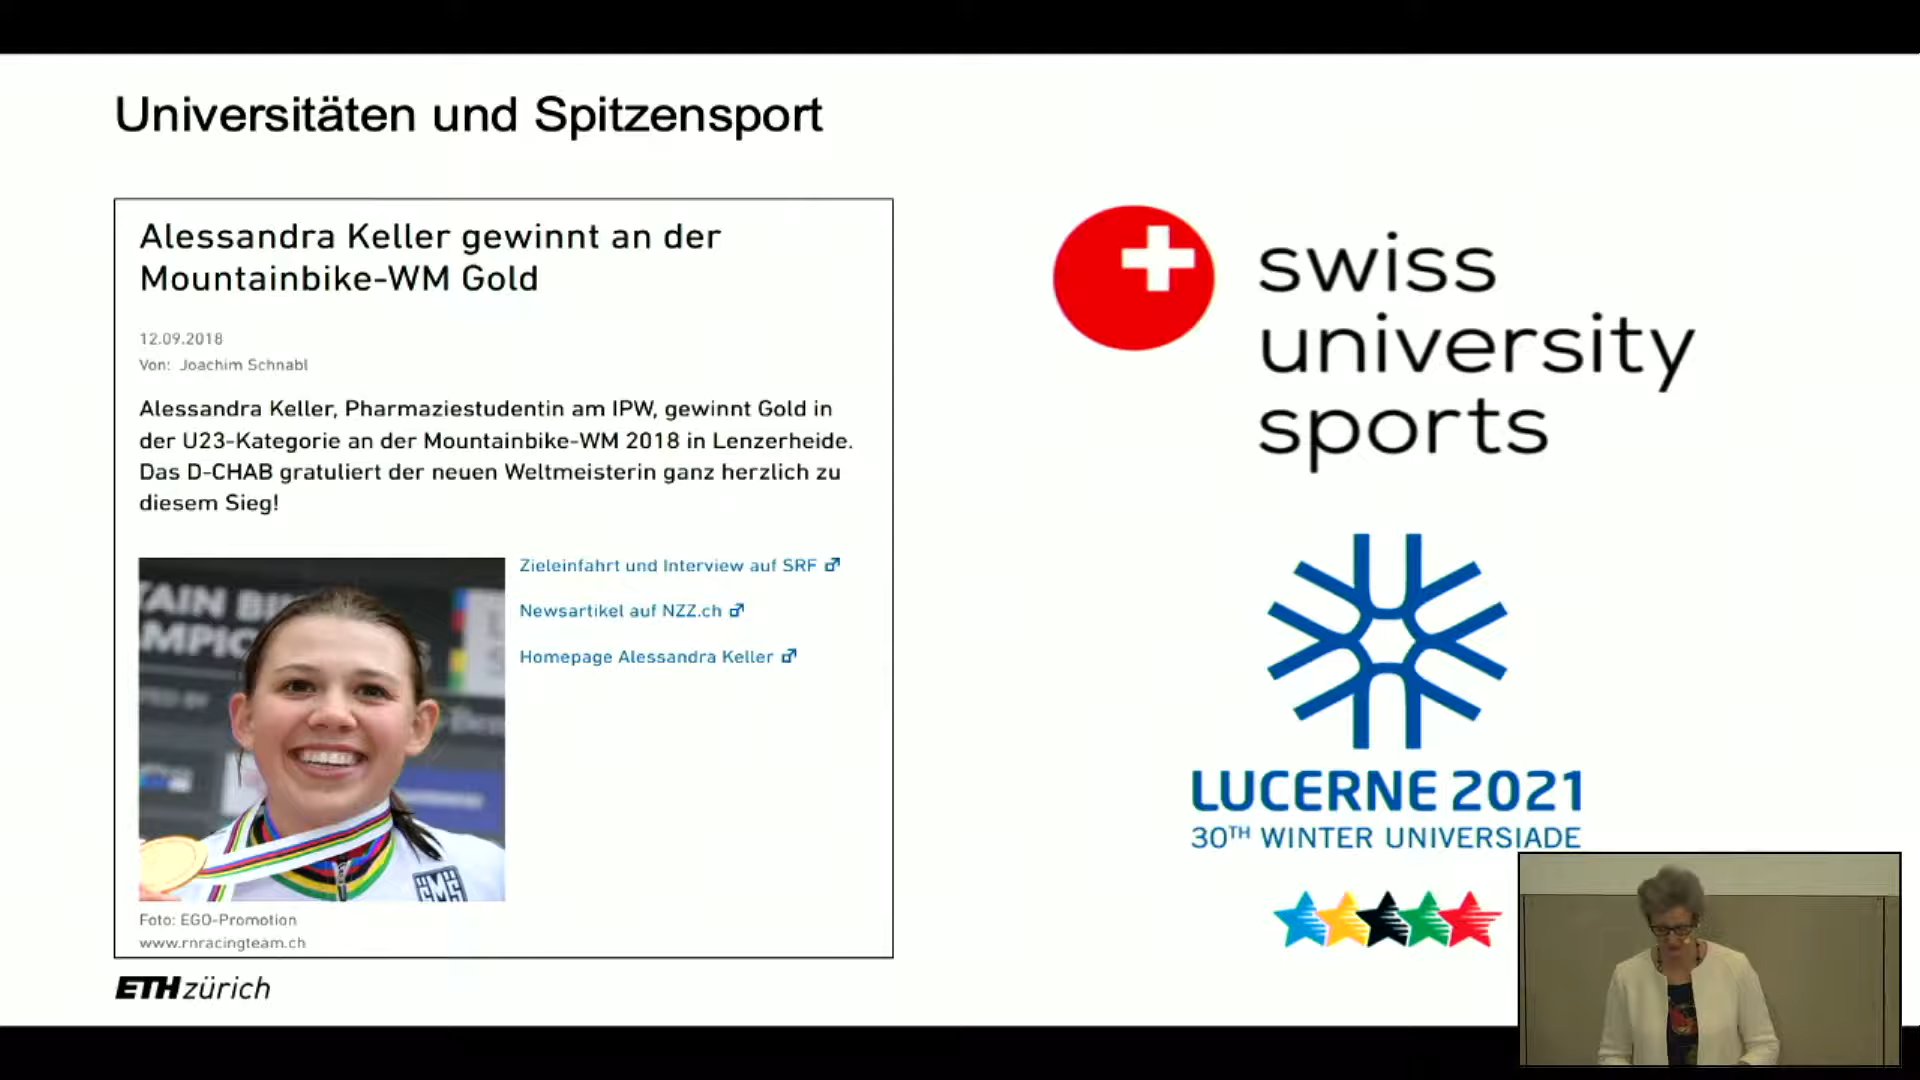 Universitäten und Spitzensport
Alessandra Keller gewinnt an der
Mountainbike-WM Gold
12.09.2018
Von: Joachim Schnabl
Alessandra Keller, Pharmaziestudentin am IPW, gewinnt Gold in
der U23-Kategorie an der Mountainbike-WM 2018 in Lenzerheide.
Das D-CHAB gratuliert der neuen Weltmeisterin ganz herzlich zu
diesem Sieg!
Zieleinfahrt und Interview auf SRF
Newsartikel auf NZZ.ch
Homepage Alessandra Keller
TAIN BI
MPIC
Foto: EGO-Promotion
www.rnracingteam.ch
ETH zürich
swiss
university
sports
LUCERNE 2021
30TH WINTER UNIVERSIADE